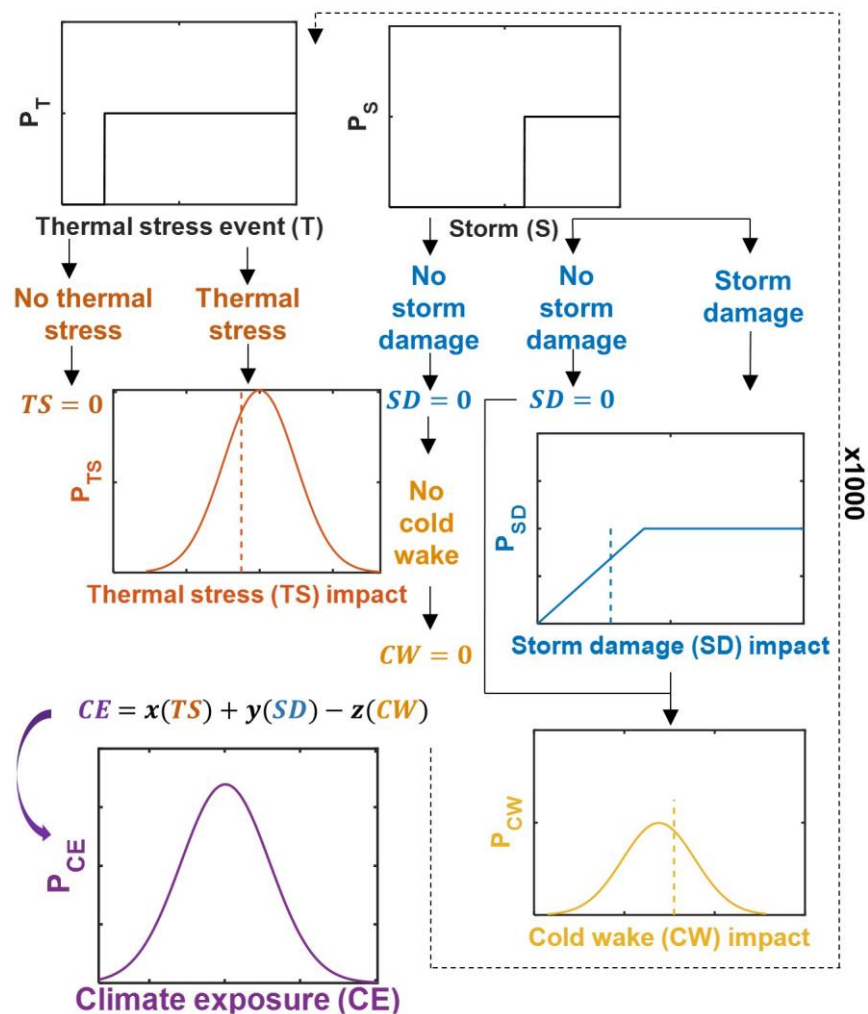 P_T
Thermal stress event (T)
P_S
Storm (S)
No thermal
stress
Thermal
stress
No
storm
damage
No
storm
damage
Storm
damage
TS = 0
SD = 0
SD = 0
x1000
P_TS
Thermal stress (TS) impact
No
cold
wake
P_SD
Storm damage (SD) impact
CW = 0
CE = x(TS) + y(SD) − z(CW)
P_CE
Climate exposure (CE)
P_CW
Cold wake (CW) impact